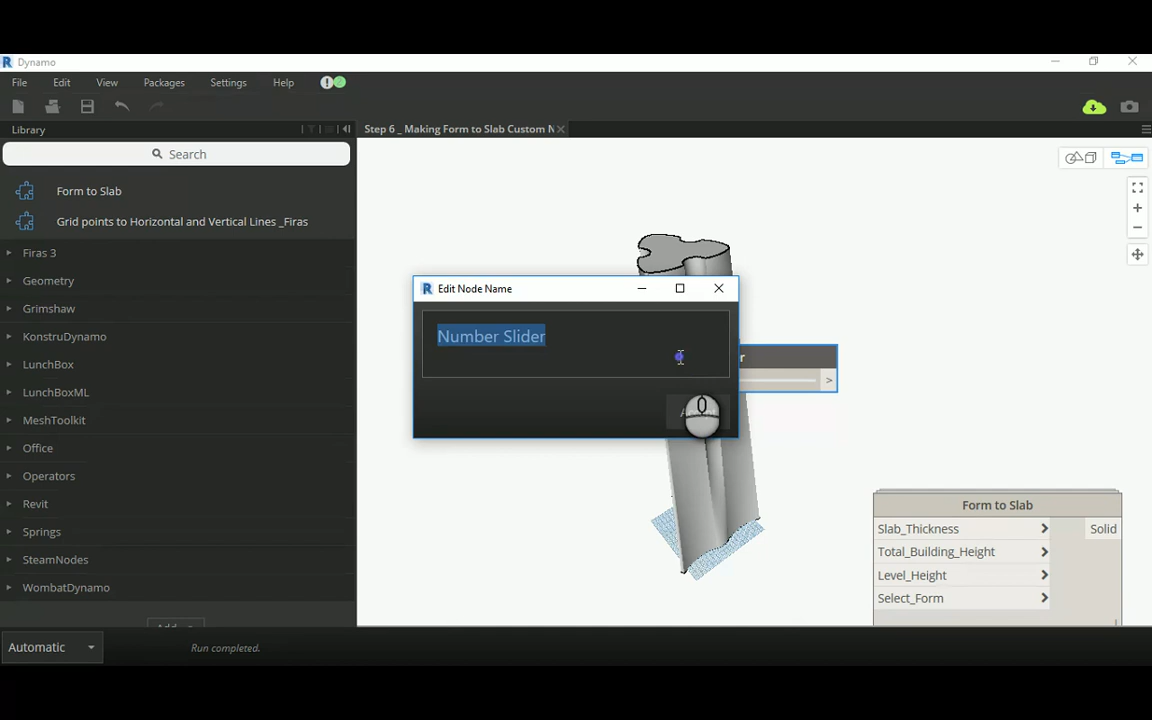 Dynamo
File Edit View Packages Settings Help
Library
Step 6 _ Making Form to Slab Custom N
Search
Form to Slab
Grid points to Horizontal and Vertical Lines _Firas
Firas 3
Geometry
Grimshaw
KonstruDynamo
LunchBox
LunchBoxML
MeshToolkit
Office
Operators
Revit
Springs
SteamNodes
WombatDynamo
Edit Node Name
Number Slider
r
>
Form to Slab
Slab_Thickness
Solid
Total_Building_Height
Level_Height
Select_Form
Automatic
Run completed.